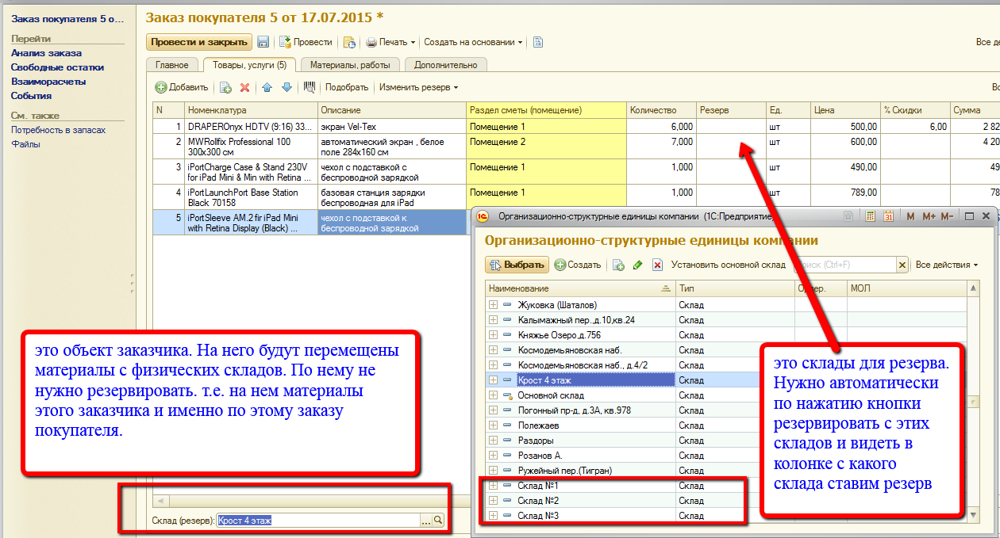 Заказ покупателя 5 о...
Перейти
Анализ заказа
Свободные остатки
Взаиморасчеты
События
См. также
Потребность в запасах
Файлы
Заказ покупателя 5 от 17.07.2015 *
Провести и закрыть Провести Печать Создать на основании Все де
Главное Товары, услуги (5) Материалы, работы Дополнительно
Добавить Подобрать Изменить резерв Вс
N Номенклатура Описание Раздел сметы (помещение) Количество Резерв Ед. Цена % Скидки Сумма
1 DRAPEROnyx HDTV (9:16) 33... экран Vel-Tex Помещение 1 6,000 шт 500,00 6,00 2 82
2 MWRollfix Professional 100 автоматический экран , белое Помещение 2 7,000 шт 600,00 4 20
300x300 см поле 284x160 см
3 iPortCharge Case & Stand 230V чехол с подставкой с Помещение 1 1,000 шт 490,00 49
for iPad Mini & Min with Retina ... беспроводной зарядкой
4 iPortLaunchPort Base Station базовая станция зарядки Помещение 1 1,000 шт 789,00 78
Black 70158 беспроводная для iPad
5 iPortSleeve AM.2 fir iPad Mini чехол с подставкой к
with Retina Display (Black) ... беспроводной зарядкой
Организационно-структурные единицы компании (1С:Предприятие)
M M+ M-
31
Организационно-структурные единицы компании
Выбрать Создать Установить основной склад оиск (Ctrl+F) Все действия
Наименование Тип МОЛ
Жуковка (Шаталов) Склад
Калымажный пер.,д.10,кв.24 Склад
Княжье Озеро,д.756 Склад
Космодемьяновская наб. Склад
Космодемьяновская наб., д.4/2 Склад
Крост 4 этаж Склад
Основной склад Склад
Погонный пр-д, д.3А, кв.978 Склад
Полежаев Склад
Раздоры Склад
Розанов А. Склад
Ружейный пер.(Тигран) Склад
Склад №1 Склад
Склад №2 Склад
Склад №3 Склад
это объект заказчика. На него будут перемещены
материалы с физических складов. По нему не
нужно резервировать. т.е. на нем материалы
этого заказчика и именно по этому заказу
покупателя.
это склады для резерва.
Нужно автоматически
по нажатию кнопки
резервировать с этих
складов и видеть в
колонке с какого
склада ставим резерв
Склад (резерв): Крост 4 этаж ...